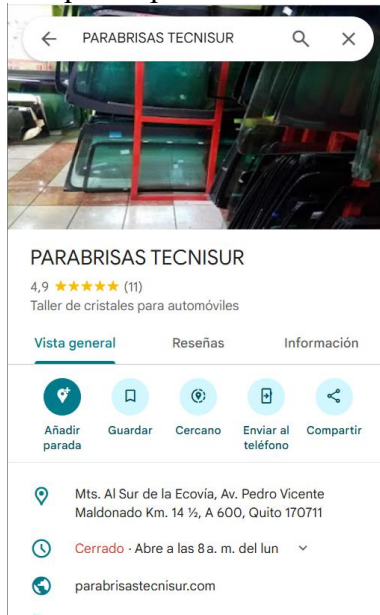 PARABRISAS TECNISUR
PARABRISAS TECNISUR
4,9 ★★★★★ (11)
Taller de cristales para automóviles
Vista general Reseñas Información
Añadir parada Guardar Cercano Enviar al teléfono Compartir
Mts. Al Sur de la Ecovía, Av. Pedro Vicente
Maldonado Km. 14 ½, A 600, Quito 170711
Cerrado · Abre a las 8 a. m. del lun
parabrisastecnisur.com